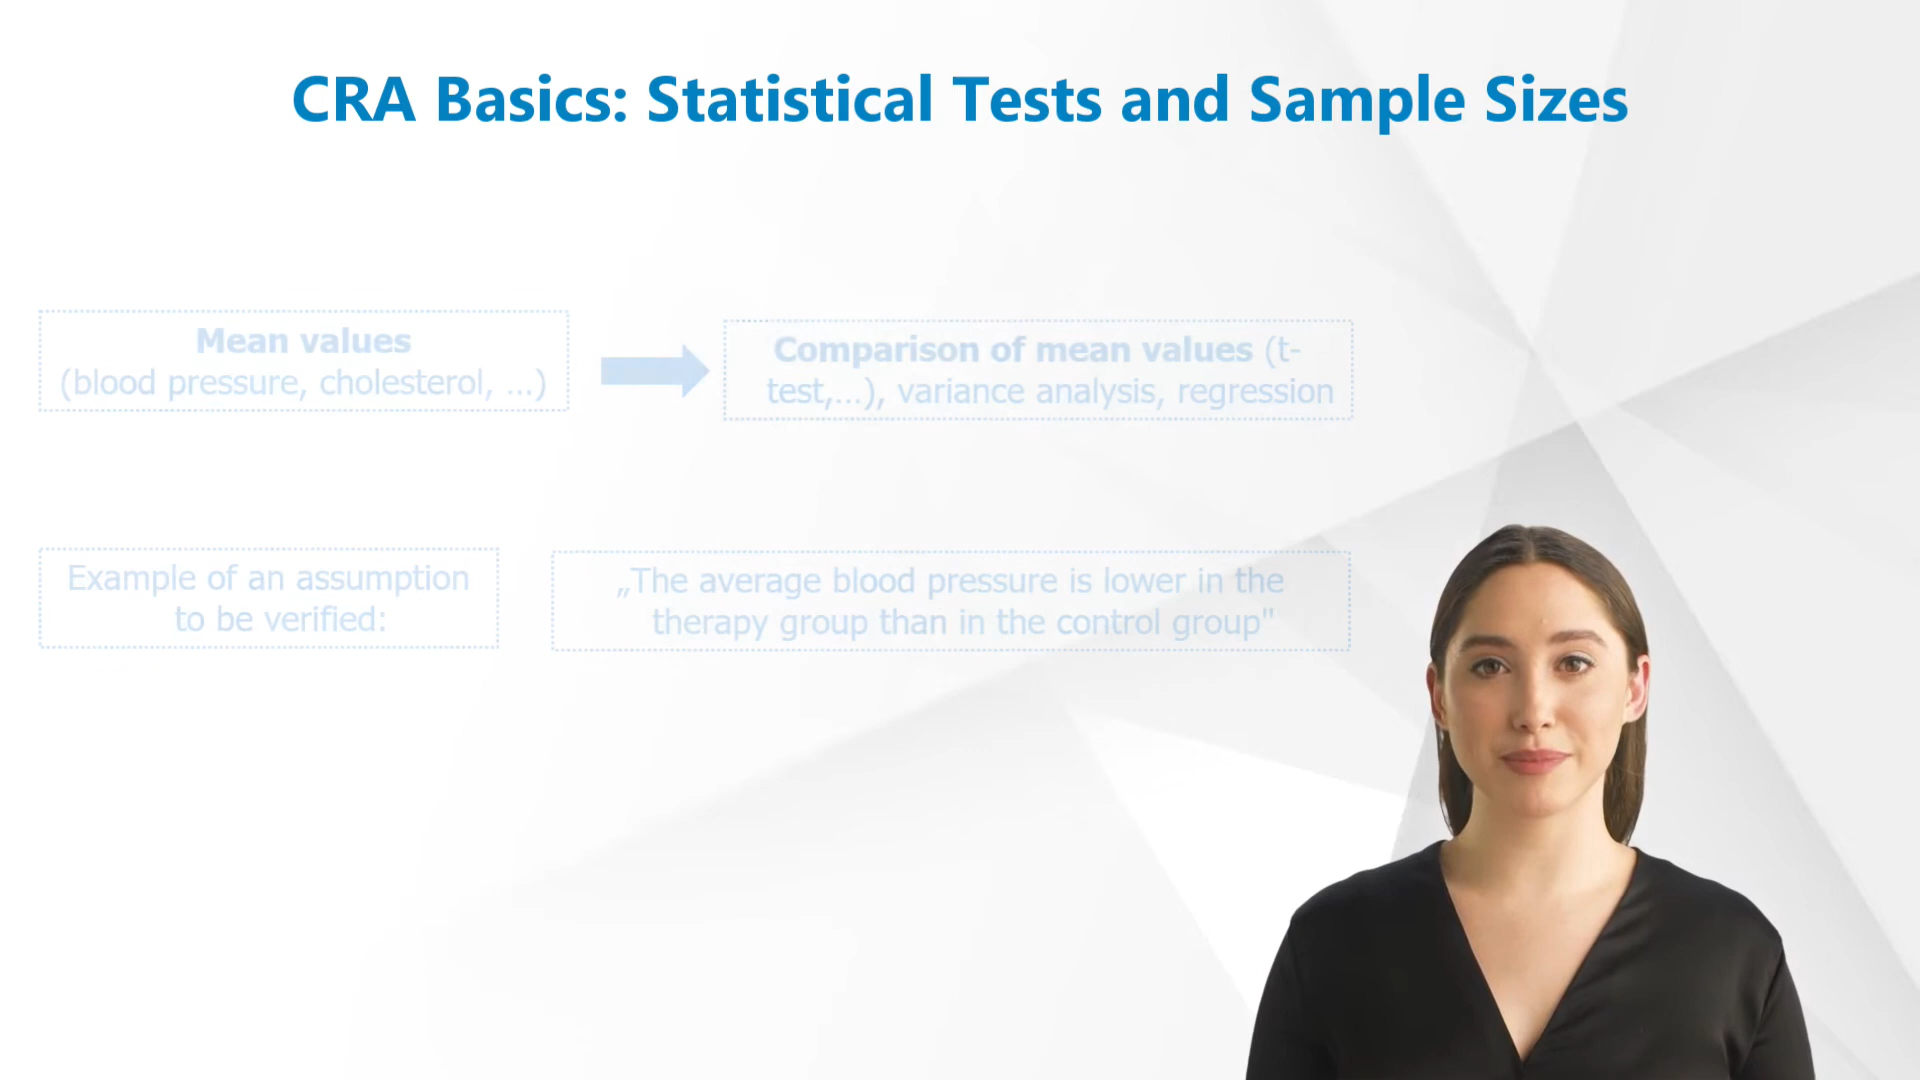 CRA Basics: Statistical Tests and Sample Sizes
Mean values
(blood pressure, cholesterol, ...)
Comparison of mean values (t-
test,...), variance analysis, regression
Example of an assumption
to be verified:
„The average blood pressure is lower in the
therapy group than in the control group"